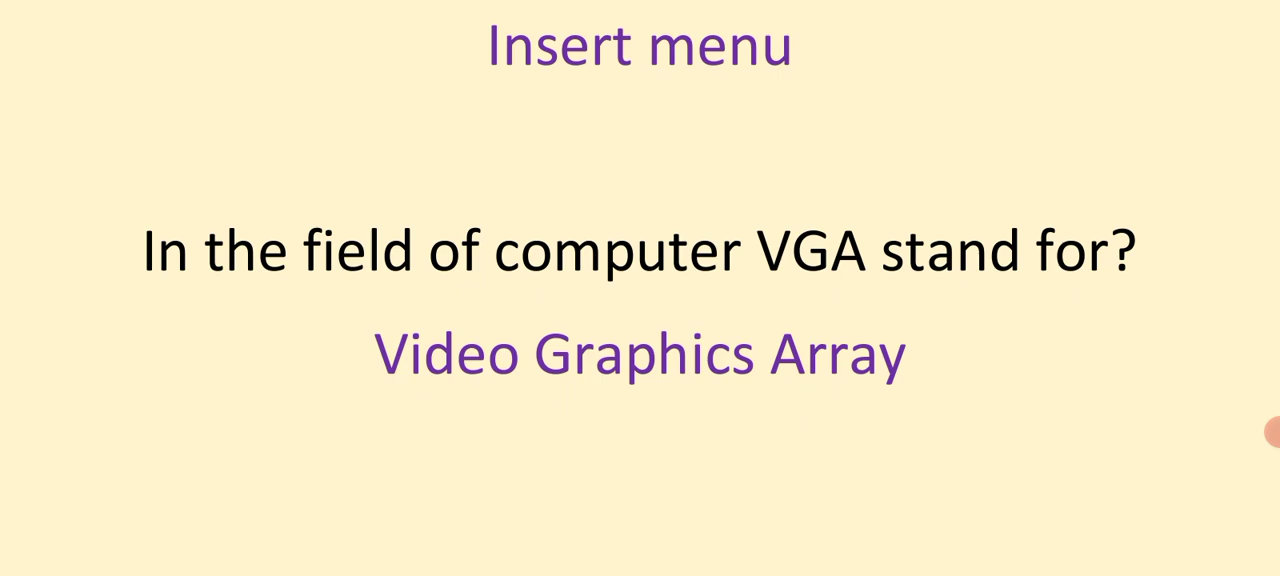 Insert menu
In the field of computer VGA stand for?
Video Graphics Array